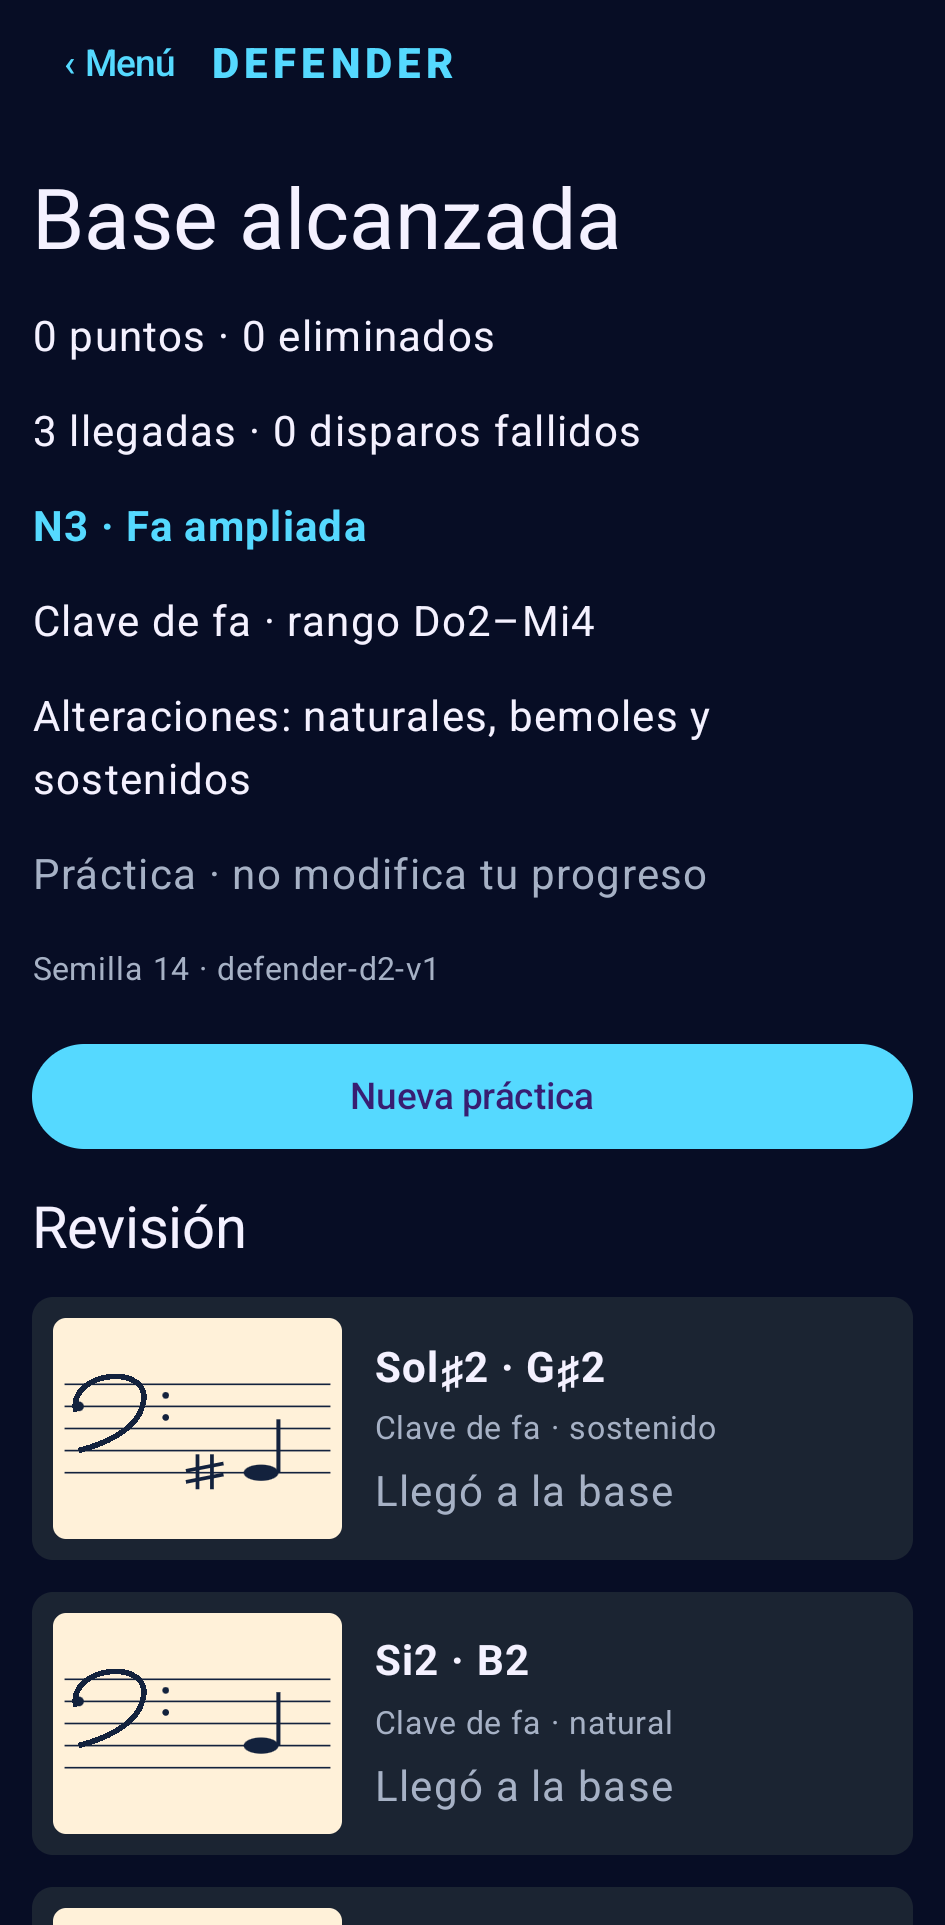 ‹ Menú DEFENDER
Base alcanzada
0 puntos · 0 eliminados
3 llegadas · 0 disparos fallidos
N3 · Fa ampliada
Clave de fa · rango Do2–Mi4
Alteraciones: naturales, bemoles y
sostenidos
Práctica · no modifica tu progreso
Semilla 14 · defender-d2-v1
Nueva práctica
Revisión
Sol♯2 · G♯2
Clave de fa · sostenido
Llegó a la base
Si2 · B2
Clave de fa · natural
Llegó a la base